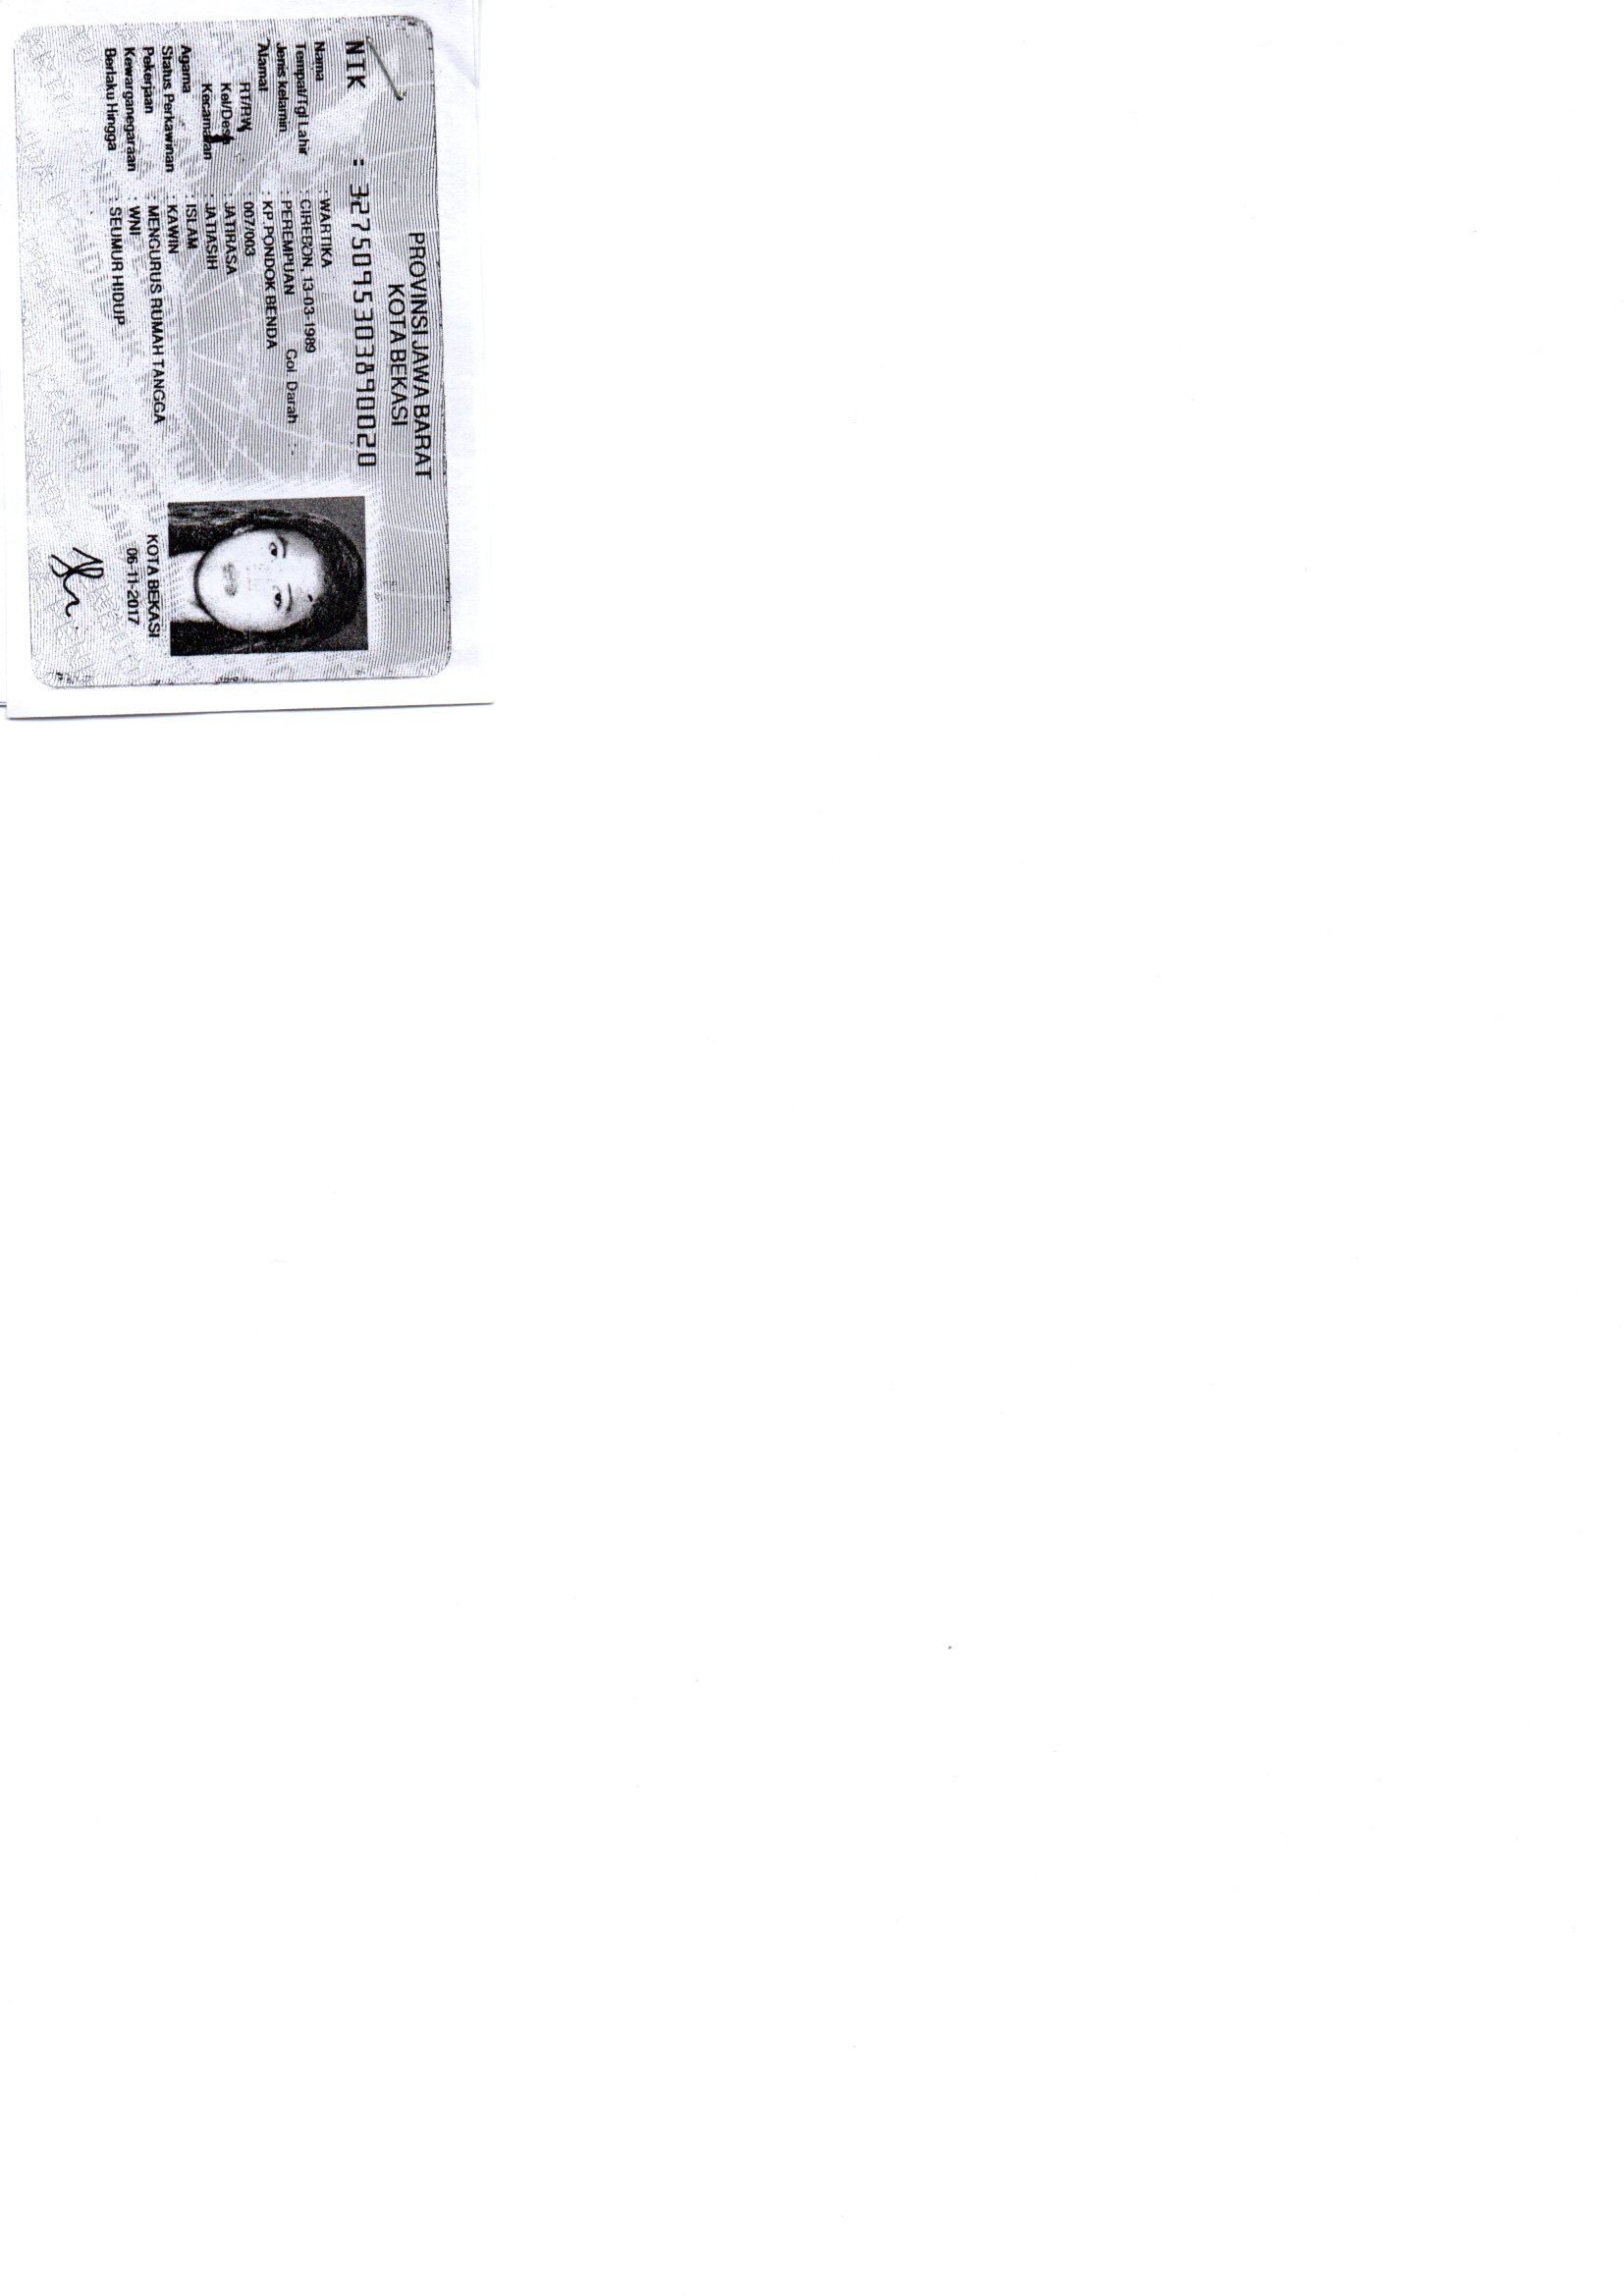 PROVINSI JAWA BARAT
KOTA BEKASI
NIK : 3275095303890020
Nama : WARTIKA
Tempat/Tgl Lahir : CIREBON, 13-03-1989
Jenis kelamin : PEREMPUAN Gol. Darah : -
Alamat : KP.PONDOK BENDA
RT/RW : 007/003
Kel/Desa : JATIRASA
Kecamatan : JATIASIH
Agama : ISLAM
Status Perkawinan : KAWIN
Pekerjaan : MENGURUS RUMAH TANGGA
Kewarganegaraan : WNI
Berlaku Hingga : SEUMUR HIDUP
KOTA BEKASI
06-11-2017